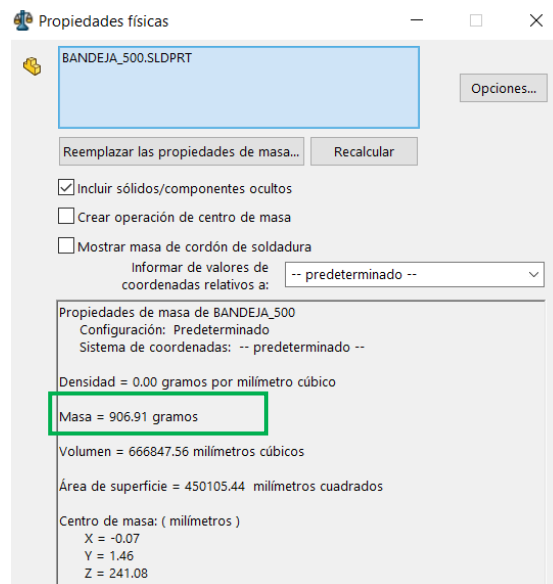 Propiedades físicas
BANDEJA_500.SLDPRT
Opciones...
Reemplazar las propiedades de masa...
Recalcular
Incluir sólidos/componentes ocultos
Crear operación de centro de masa
Mostrar masa de cordón de soldadura
Informar de valores de
coordenadas relativos a:
-- predeterminado --
Propiedades de masa de BANDEJA_500
Configuración: Predeterminado
Sistema de coordenadas: -- predeterminado --
Densidad = 0.00 gramos por milímetro cúbico
Masa = 906.91 gramos
Volumen = 666847.56 milímetros cúbicos
Área de superficie = 450105.44 milímetros cuadrados
Centro de masa: ( milímetros )
X = -0.07
Y = 1.46
Z = 241.08